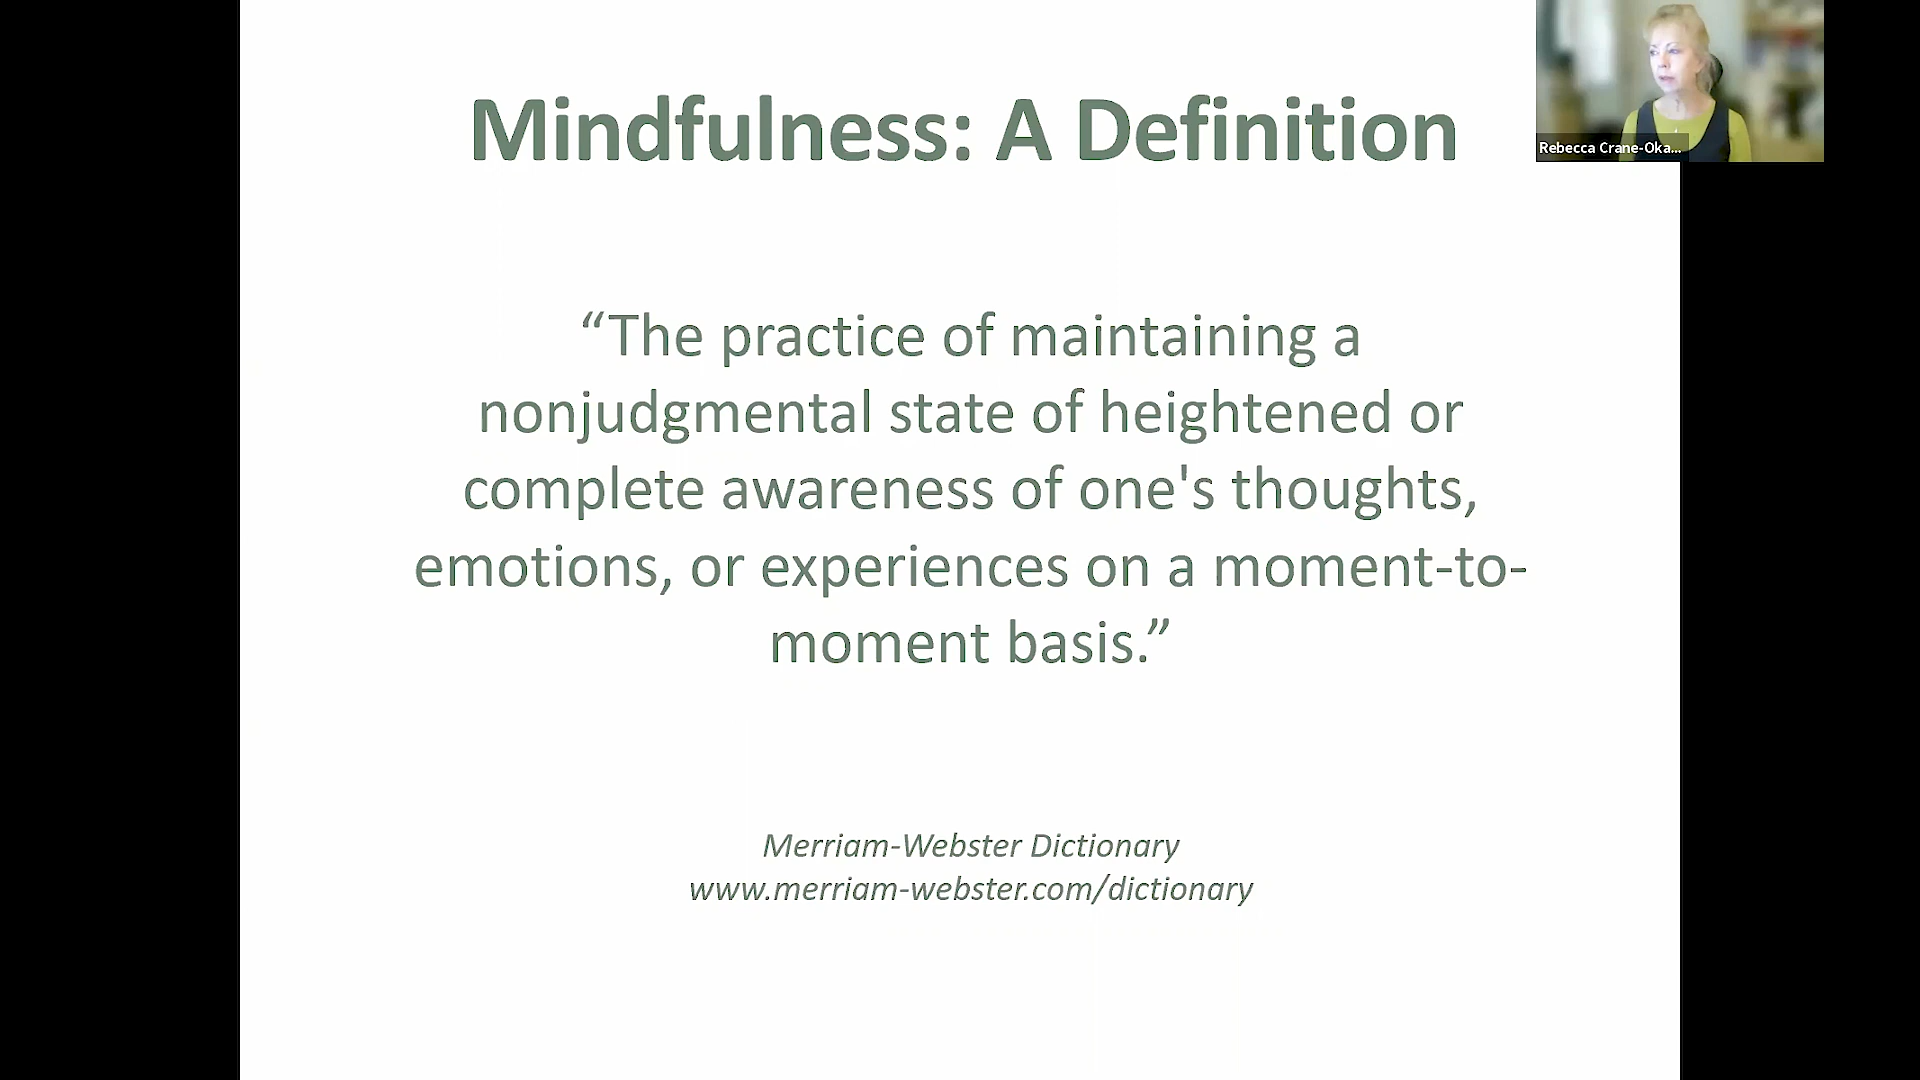 Mindfulness: A Definition
Rebecca Crane-Oka...
“The practice of maintaining a
nonjudgmental state of heightened or
complete awareness of one's thoughts,
emotions, or experiences on a moment-to-
moment basis.”
Merriam-Webster Dictionary
www.merriam-webster.com/dictionary